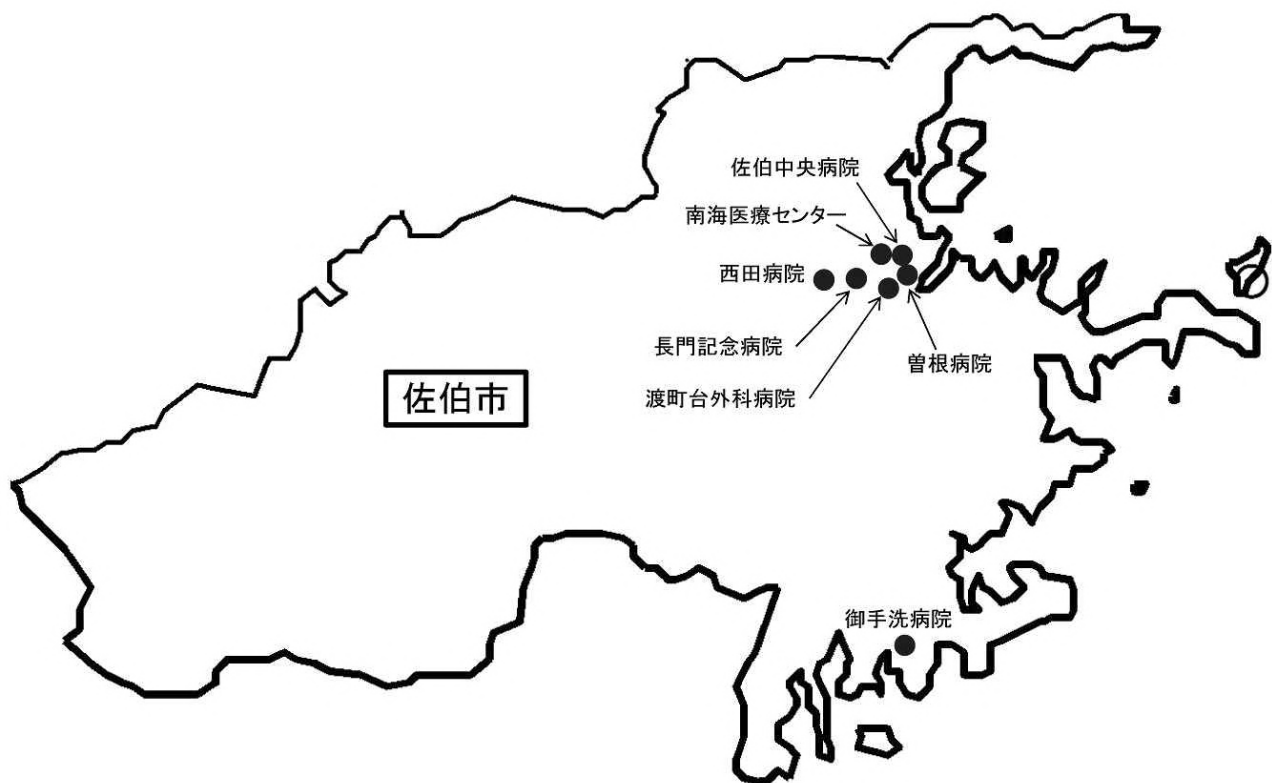 佐伯中央病院
南海医療センター
西田病院
長門記念病院
曽根病院
渡町台外科病院
佐伯市
御手洗病院